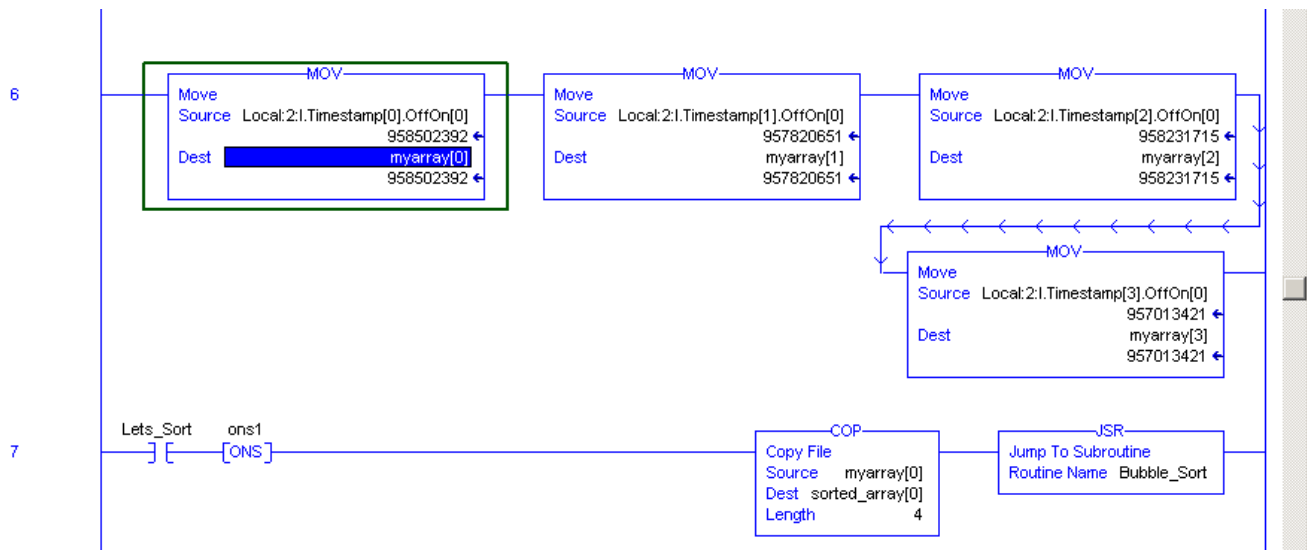 6
MOV
Move
Source Local:2:I.Timestamp[0].OffOn[0]
958502392
Dest myarray[0]
958502392
MOV
Move
Source Local:2:I.Timestamp[1].OffOn[0]
957820651
Dest myarray[1]
957820651
MOV
Move
Source Local:2:I.Timestamp[2].OffOn[0]
958231715
Dest myarray[2]
958231715
MOV
Move
Source Local:2:I.Timestamp[3].OffOn[0]
957013421
Dest myarray[3]
957013421
7
Lets_Sort
ons1
ONS
COP
Copy File
Source myarray[0]
Dest sorted_array[0]
Length 4
JSR
Jump To Subroutine
Routine Name Bubble_Sort